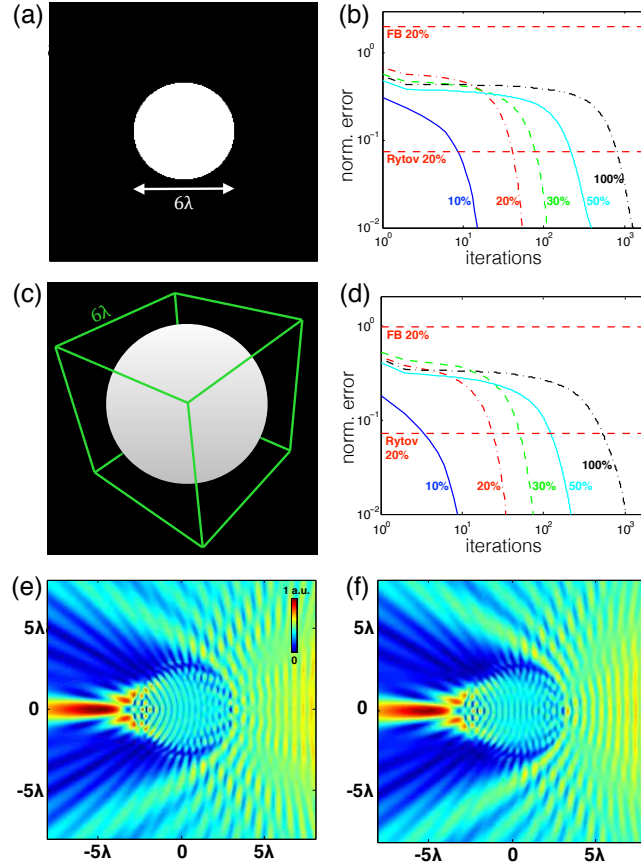 (a)
6λ
(b)
norm. error
10⁰
10⁻¹
10⁻²
FB 20%
Rytov 20%
10%
20%
30%
50%
100%
10⁰
10¹
10²
10³
iterions
(c)
6λ
(d)
norm. error
10⁰
10⁻¹
10⁻²
FB 20%
Rytov
20%
10%
20%
30%
50%
100%
10⁰
10¹
10²
10³
iterions
(e)
1 a.u.
0
5λ
0
-5λ
-5λ
0
5λ
(f)
5λ
0
-5λ
-5λ
0
5λ